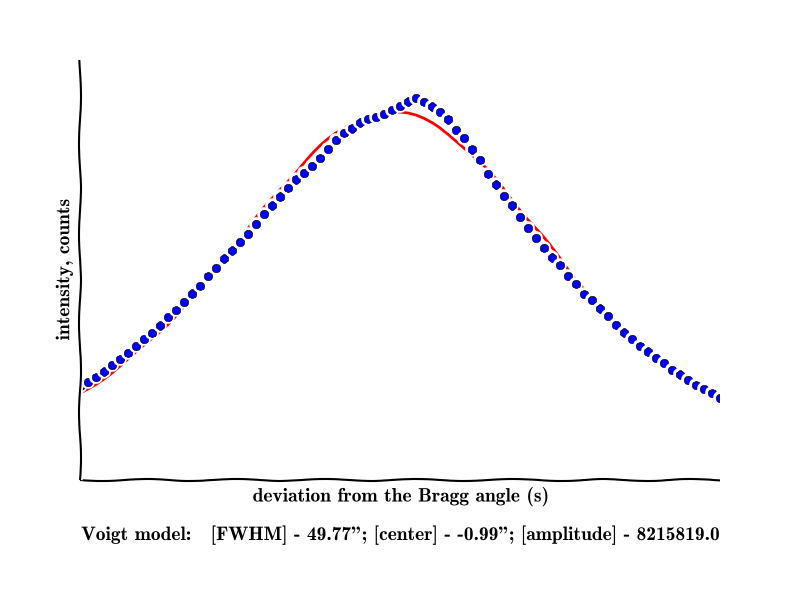 intensity, counts
deviation from the Bragg angle (s)
Voigt model: [FWHM] - 49.77”; [center] - -0.99”; [amplitude] - 8215819.0